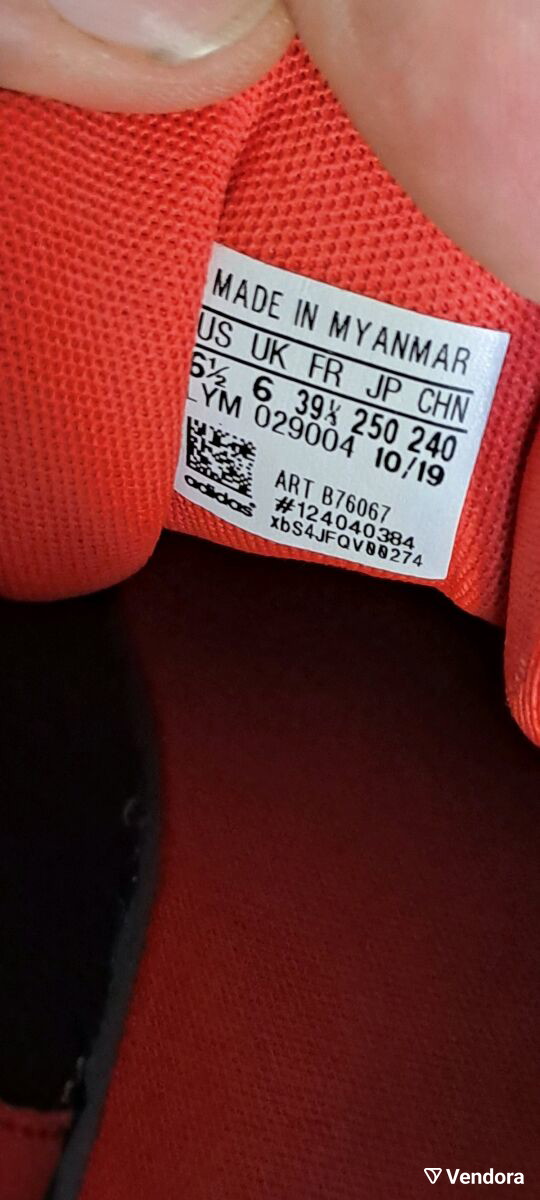 MADE IN MYANMAR
US UK FR JP CHN
6½ 6 39⅓ 250 240
LYM 029004 10/19
adidas
ART B76067
#124040384
xbS4JFQV00274
Vendora